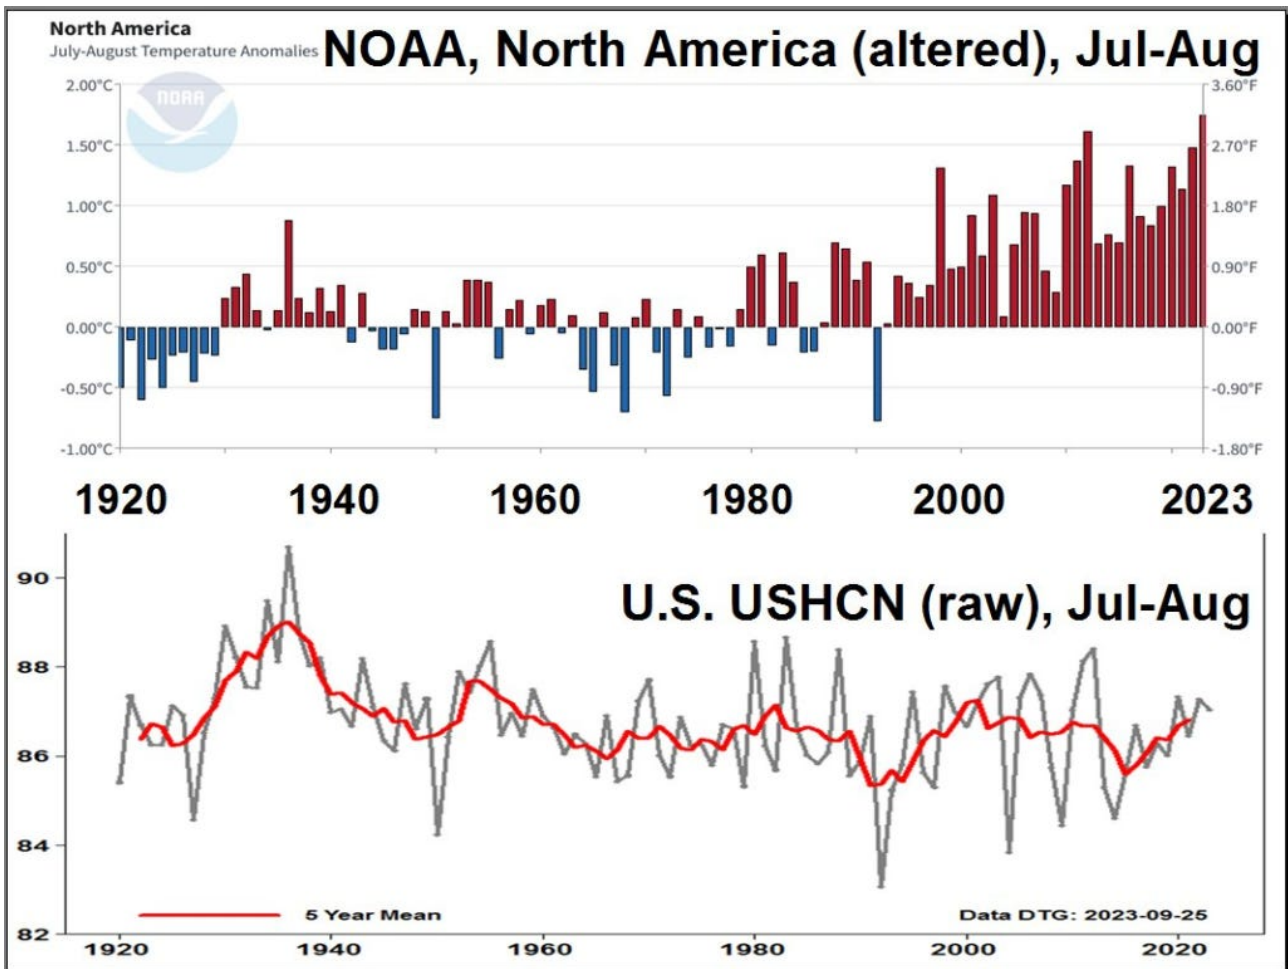 North America
July-August Temperature Anomalies
NOAA, North America (altered), Jul-Aug
NOAA
2.00°C
3.60°F
1.50°C
2.70°F
1.00°C
1.80°F
0.50°C
0.90°F
0.00°C
0.00°F
-0.50°C
-0.90°F
-1.00°C
-1.80°F
1920 1940 1960 1980 2000 2023
U.S. USHCN (raw), Jul-Aug
90
88
86
84
82
5 Year Mean
Data DTG: 2023-09-25
1920 1940 1960 1980 2000 2020